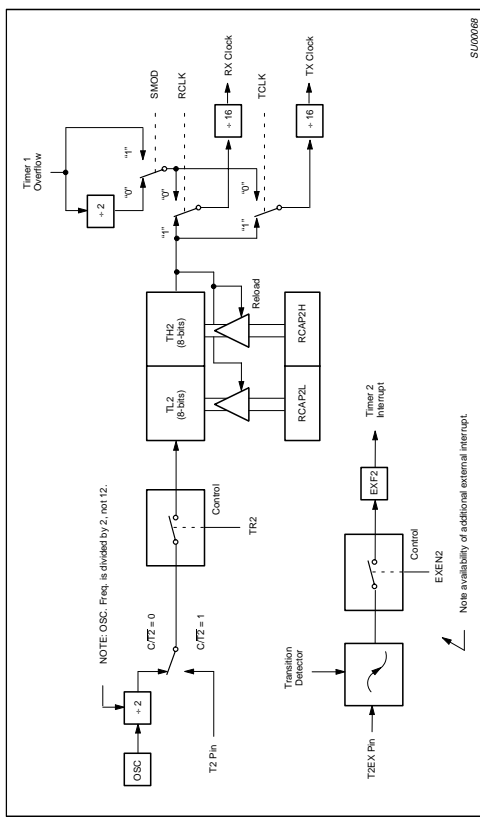 Timer 1
Overflow
÷ 2
"0"
"1"
SMOD
NOTE: OSC. Freq. is divided by 2, not 12.
OSC
÷ 2
C/T2 = 0
C/T2 = 1
T2 Pin
TR2
Control
TL2
(8-bits)
TH2
(8-bits)
"1"
"0"
RCLK
÷ 16
RX Clock
"1"
"0"
TCLK
÷ 16
TX Clock
Reload
RCAP2L
RCAP2H
Transition
Detector
T2EX Pin
EXEN2
Control
EXF2
Timer 2
Interrupt
Note availability of additional external interrupt.
SU00068